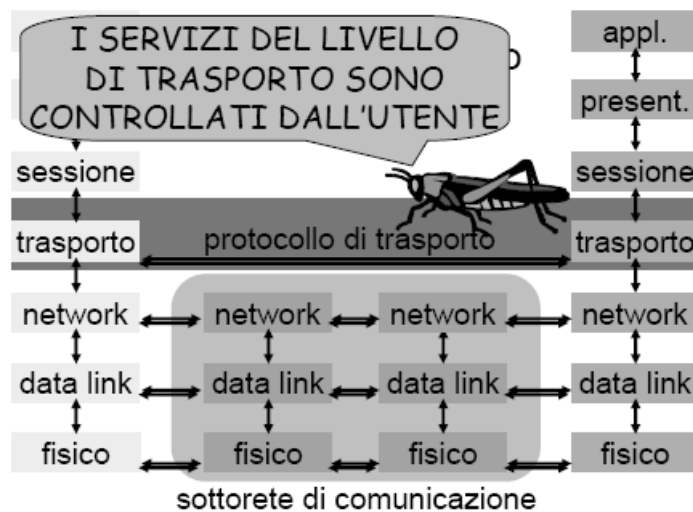 I SERVIZI DEL LIVELLO
DI TRASPORTO SONO
CONTROLLATI DALL'UTENTE
appl.
present.
sessione
sessione
trasporto
protocollo di trasporto
trasporto
network
network
network
network
data link
data link
data link
data link
fisico
fisico
fisico
fisico
sottorete di comunicazione